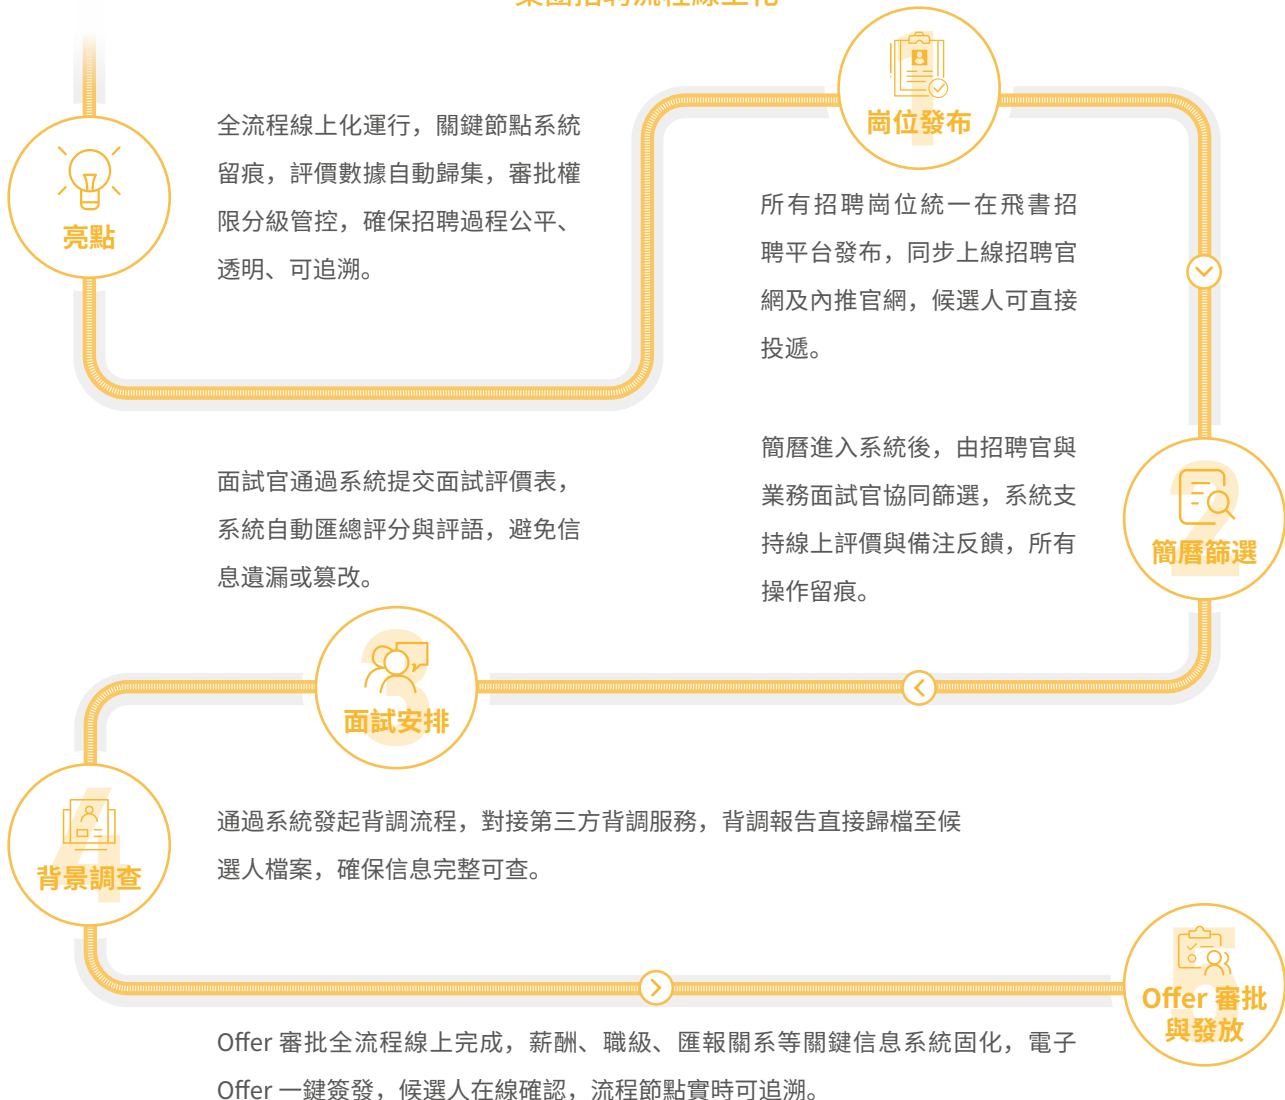 集團招聘流程線上化
亮點
全流程線上化運行，關鍵節點系統
留痕，評價數據自動歸集，審批權
限分級管控，確保招聘過程公平、
透明、可追溯。
1
崗位發布
所有招聘崗位統一在飛書招
聘平台發布，同步上線招聘官
網及內推官網，候選人可直接
投遞。
2
簡曆篩選
簡曆進入系統後，由招聘官與
業務面試官協同篩選，系統支
持線上評價與備注反饋，所有
操作留痕。
面試官通過系統提交面試評價表，
系統自動匯總評分與評語，避免信
息遺漏或篡改。
3
面試安排
4
背景調查
通過系統發起背調流程，對接第三方背調服務，背調報告直接歸檔至候
選人檔案，確保信息完整可查。
5
Offer 審批
與發放
Offer 審批全流程線上完成，薪酬、職級、匯報關系等關鍵信息系統固化，電子
Offer 一鍵簽發，候選人在線確認，流程節點實時可追溯。